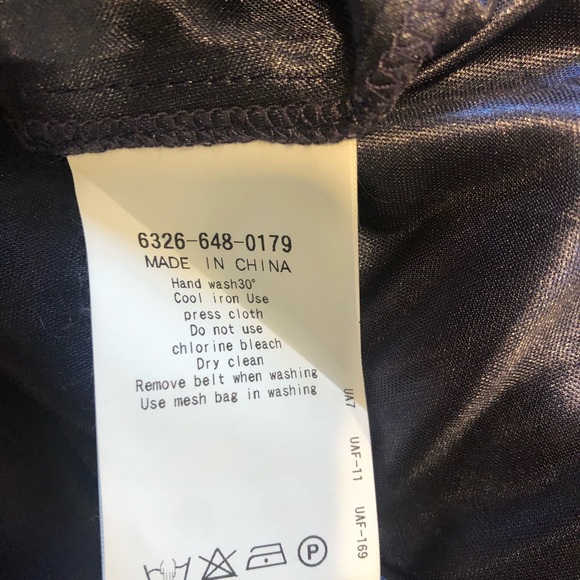 6326-648-0179
MADE IN CHINA
Hand wash30°
Cool iron Use
press cloth
Do not use
chlorine bleach
Dry clean
Remove belt when washing
Use mesh bag in washing
UA7 UAF-11 UAF-169
P